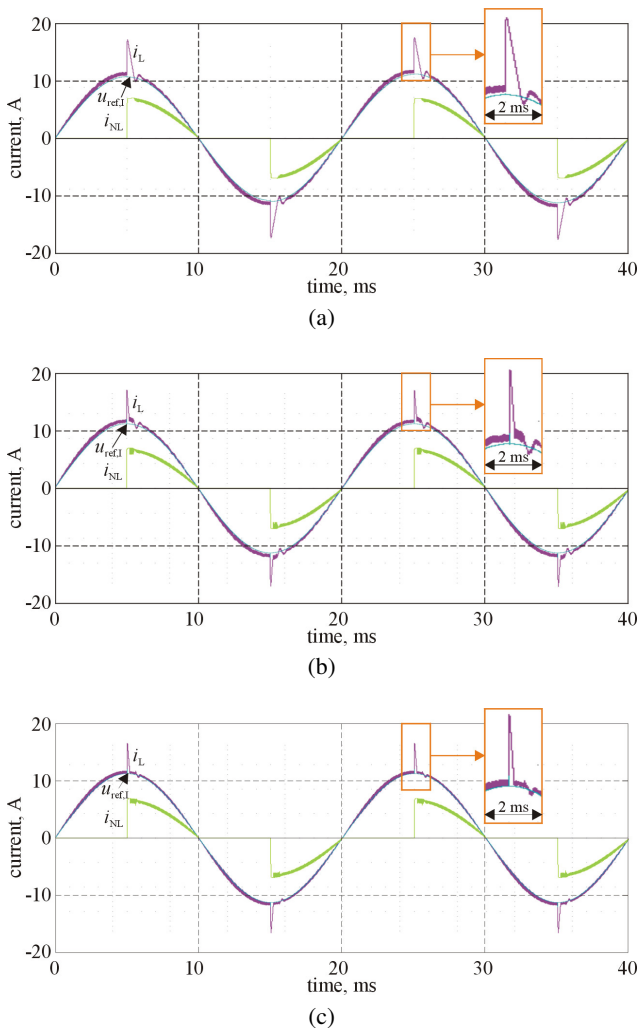 20
10
0
-10
-20
current, A
i_L
u_ref,I
i_NL
2 ms
0
10
20
30
40
time, ms
(a)
20
10
0
-10
-20
current, A
i_L
u_ref,I
i_NL
2 ms
0
10
20
30
40
time, ms
(b)
20
10
0
-10
-20
current, A
i_L
u_ref,I
i_NL
2 ms
0
10
20
30
40
time, ms
(c)